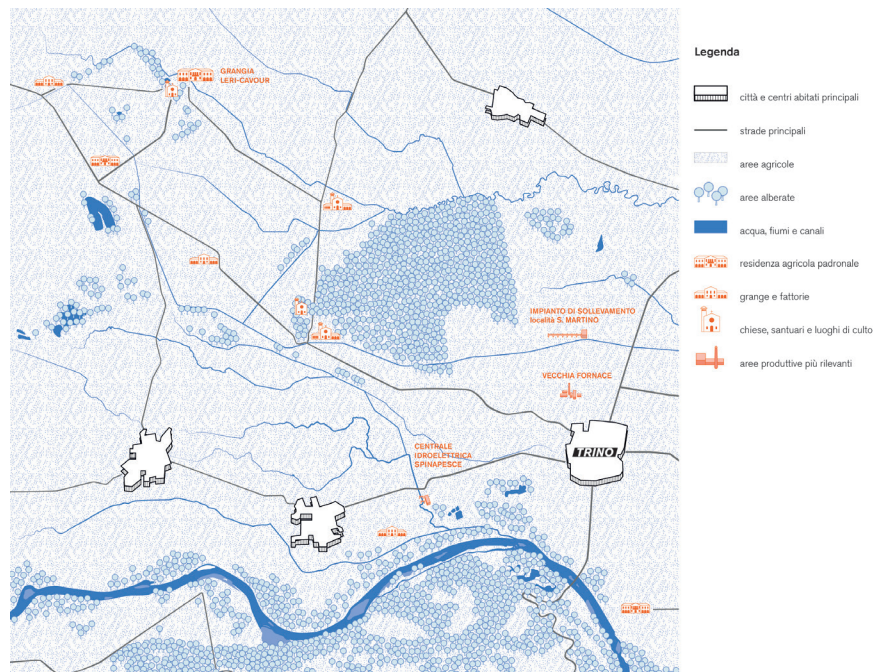 GRANGIA
LERI-CAVOUR
IMPIANTO DI SOLLEVAMENTO
località S. MARTINO
VECCHIA FORNACE
CENTRALE
IDROELETTRICA
SPINAPESCE
TRINO
Legenda
città e centri abitati principali
strade principali
aree agricole
aree alberate
acqua, fiumi e canali
residenza agricola padronale
grange e fattorie
chiese, santuari e luoghi di culto
aree produttive più rilevanti